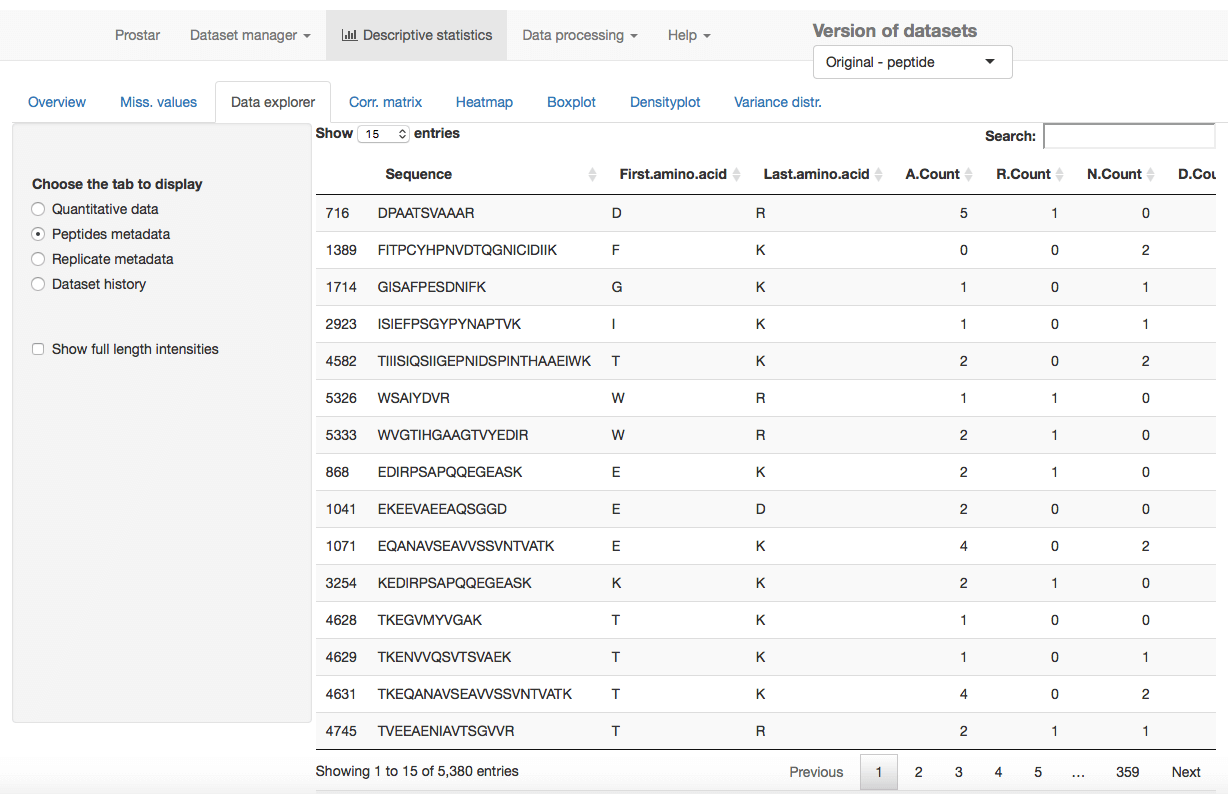 Prostar Dataset manager Descriptive statistics Data processing Help Version of datasets
Original - peptide
Overview Miss. values Data explorer Corr. matrix Heatmap Boxplot Densityplot Variance distr.
Choose the tab to display
Quantitative data
Peptides metadata
Replicate metadata
Dataset history
Show full length intensities
Show 15 entries Search:
Sequence First.amino.acid Last.amino.acid A.Count R.Count N.Count D.Cou
716 DPAATSVAAAR D R 5 1 0
1389 FITPCYHPNVDTQGNICIDIIK F K 0 0 2
1714 GISAFPESDNIFK G K 1 0 1
2923 ISIEFPSGYPYNAPTVK I K 1 0 1
4582 TIIISIQSIIGEPNIDSPINTHAAEIWK T K 2 0 2
5326 WSAIYDVR W R 1 1 0
5333 WVGTIHGAAGTVYEDIR W R 2 1 0
868 EDIRPSAPQQEGEASK E K 2 1 0
1041 EKEEVAEEAQSGGD E D 2 0 0
1071 EQANAVSEAVVSSVNTVATK E K 4 0 2
3254 KEDIRPSAPQQEGEASK K K 2 1 0
4628 TKEGVMYVGAK T K 1 0 0
4629 TKENVVQSVTSVAEK T K 1 0 1
4631 TKEQANAVSEAVVSSVNTVATK T K 4 0 2
4745 TVEEAENIAVTSGVVR T R 2 1 1
Showing 1 to 15 of 5,380 entries Previous 1 2 3 4 5 … 359 Next